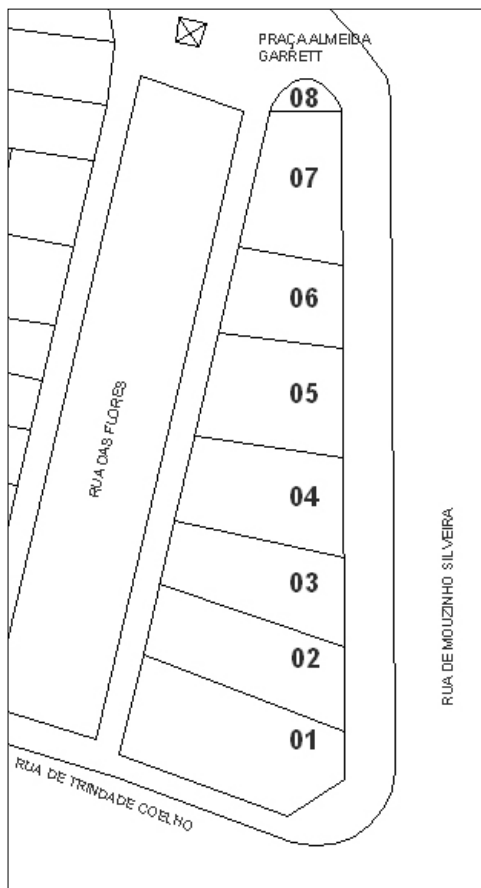 PRAÇA ALMEIDA
GARRETT
08
07
06
05
RUA DAS FLORES
04
03
RUA DE MOUZINHO SILVEIRA
02
01
RUA DE TRINDADE COELHO